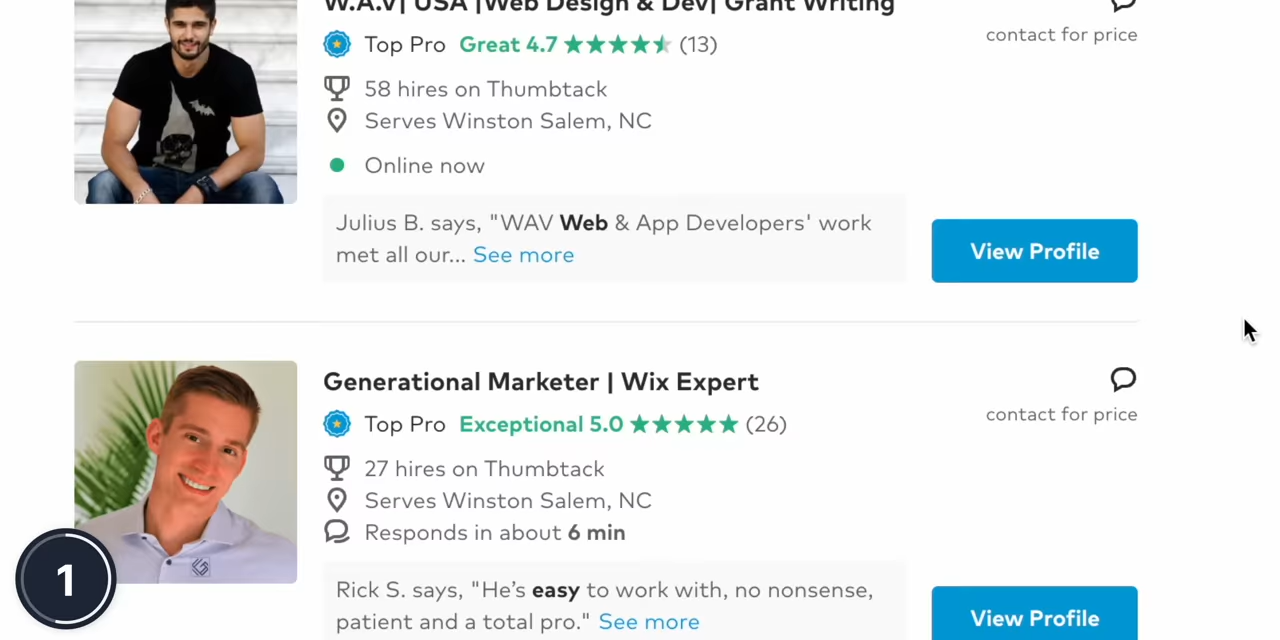 W.A.V| USA |Web Design & Dev| Grant Writing
contact for price
Top Pro Great 4.7 (13)
58 hires on Thumbtack
Serves Winston Salem, NC
Online now
Julius B. says, "WAV Web & App Developers' work
met all our... See more
View Profile
Generational Marketer | Wix Expert
contact for price
Top Pro Exceptional 5.0 (26)
27 hires on Thumbtack
Serves Winston Salem, NC
Responds in about 6 min
Rick S. says, "He’s easy to work with, no nonsense,
patient and a total pro." See more
View Profile
1